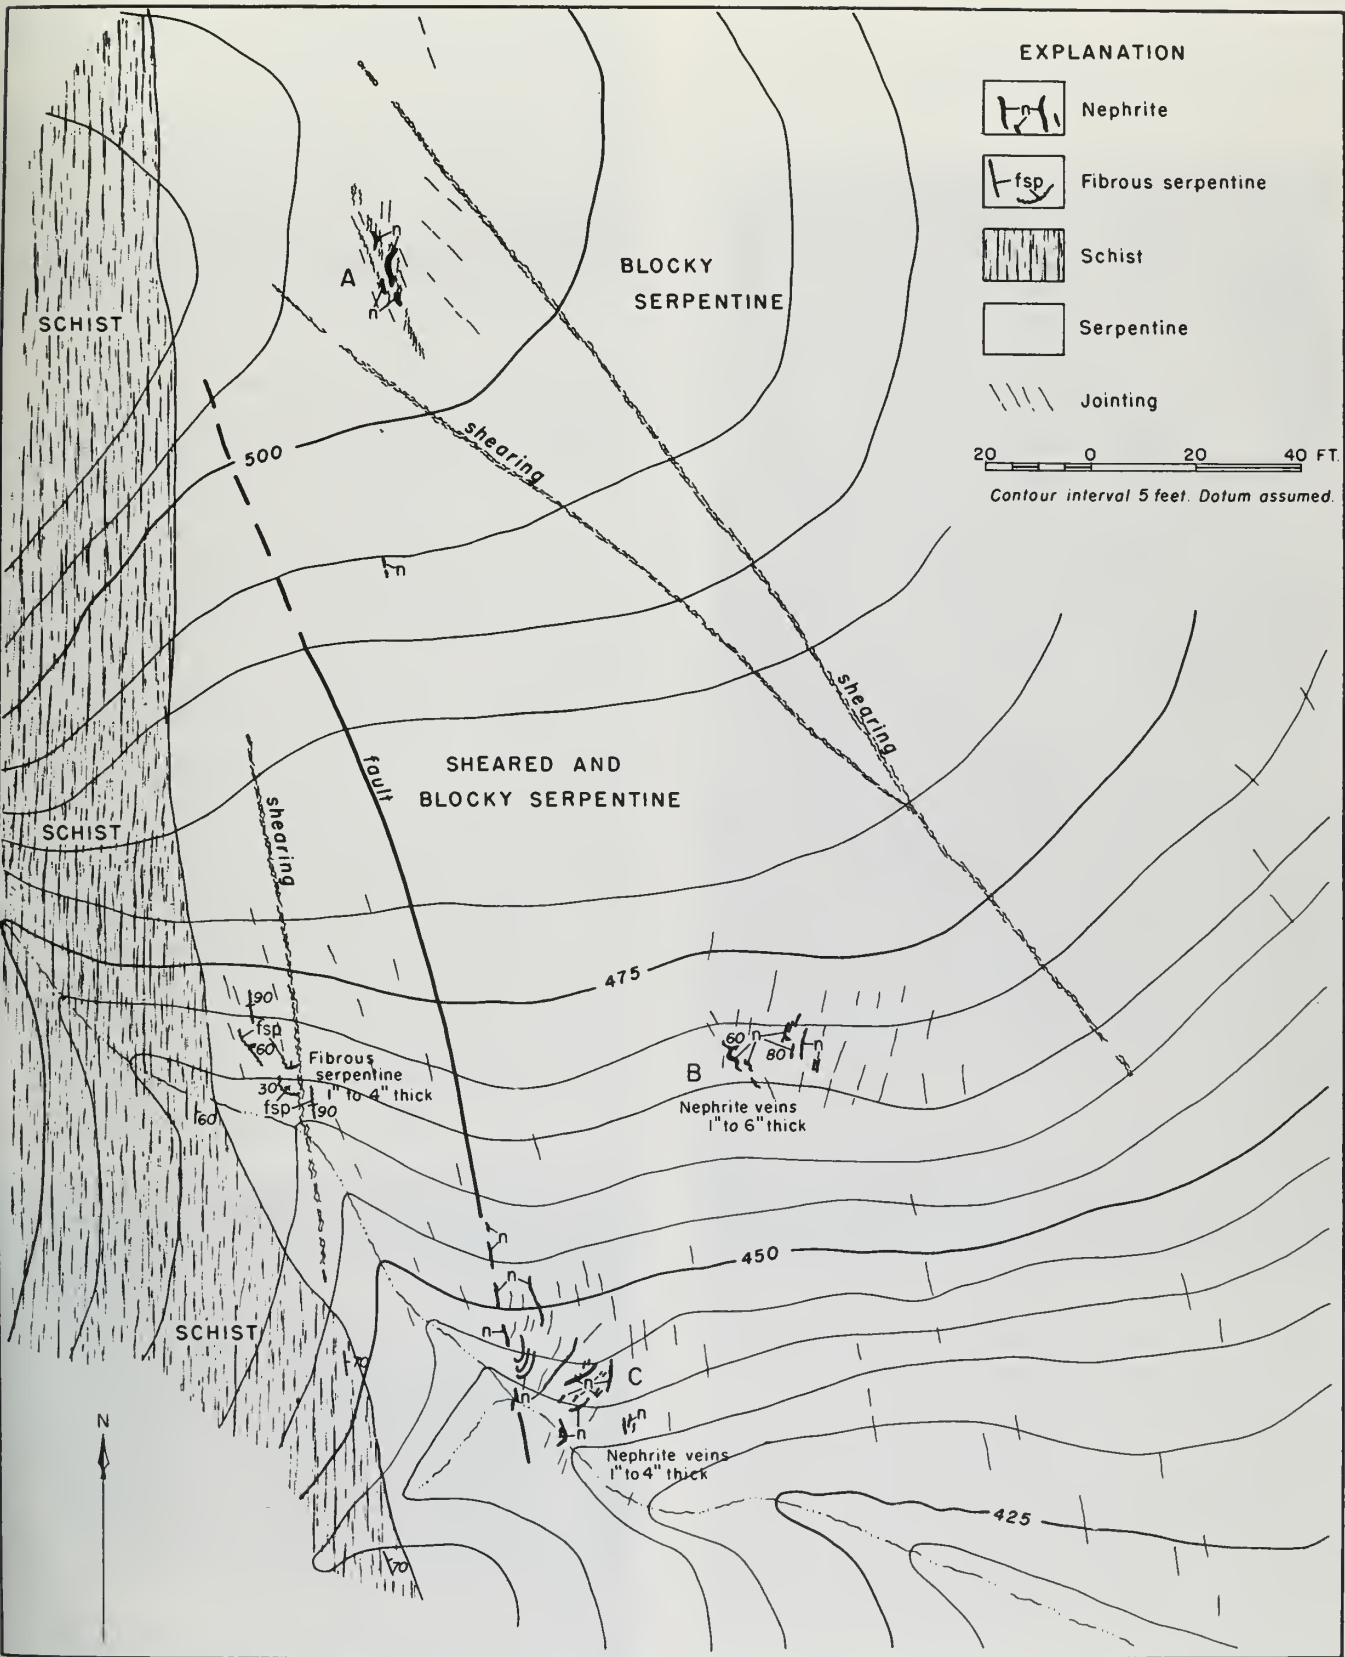 EXPLANATION
n
Nephrite
fsp
Fibrous serpentine
Schist
Serpentine
Jointing
20 0 20 40 FT.
Contour interval 5 feet. Datum assumed.
n
A
n
BLOCKY
SERPENTINE
SCHIST
500
shearing
n
shearing
fault
SHEARED AND
BLOCKY SERPENTINE
SCHIST
shearing
475
90
fsp
60
Fibrous
serpentine
1" to 4" thick
30
fsp
90
60
60
n
80
n
B
Nephrite veins
1" to 6" thick
n
450
n
n
SCHIST
70
n
C
n
n
n
Nephrite veins
1" to 4" thick
N
425
70